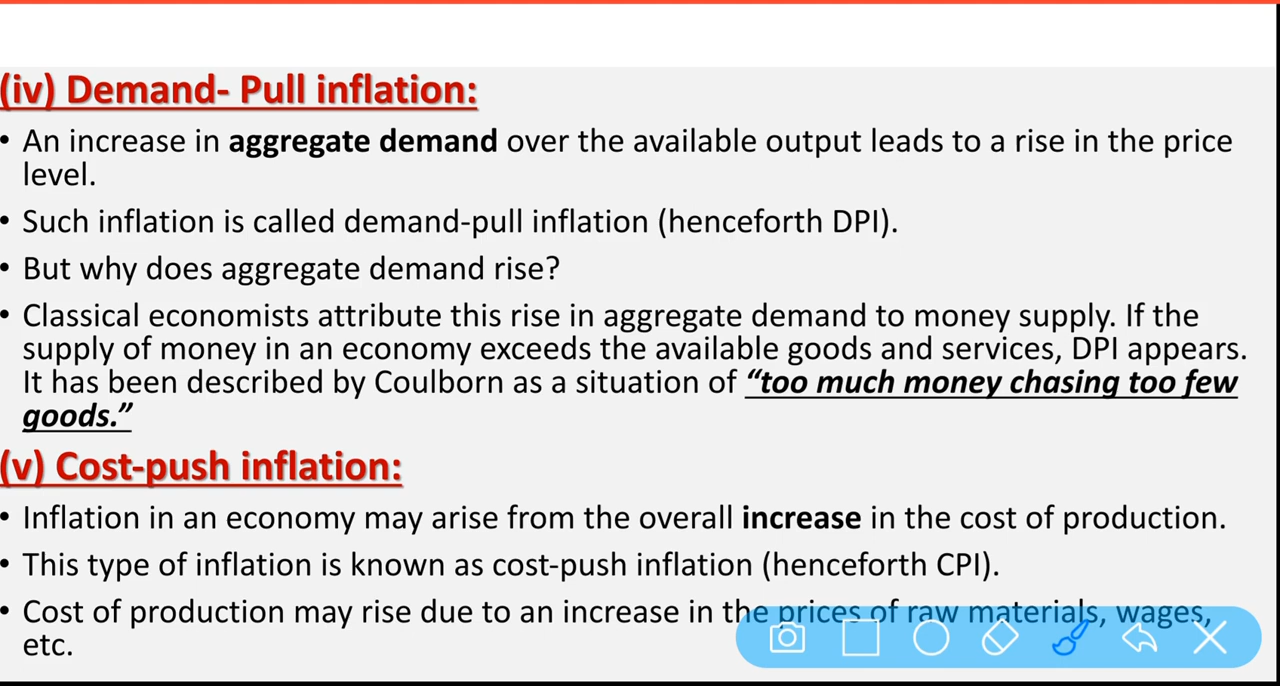 (iv) Demand- Pull inflation:
• An increase in aggregate demand over the available output leads to a rise in the price
level.
• Such inflation is called demand-pull inflation (henceforth DPI).
• But why does aggregate demand rise?
• Classical economists attribute this rise in aggregate demand to money supply. If the
supply of money in an economy exceeds the available goods and services, DPI appears.
It has been described by Coulborn as a situation of “too much money chasing too few
goods.”
(v) Cost-push inflation:
• Inflation in an economy may arise from the overall increase in the cost of production.
• This type of inflation is known as cost-push inflation (henceforth CPI).
• Cost of production may rise due to an increase in the prices of raw materials, wages,
etc.